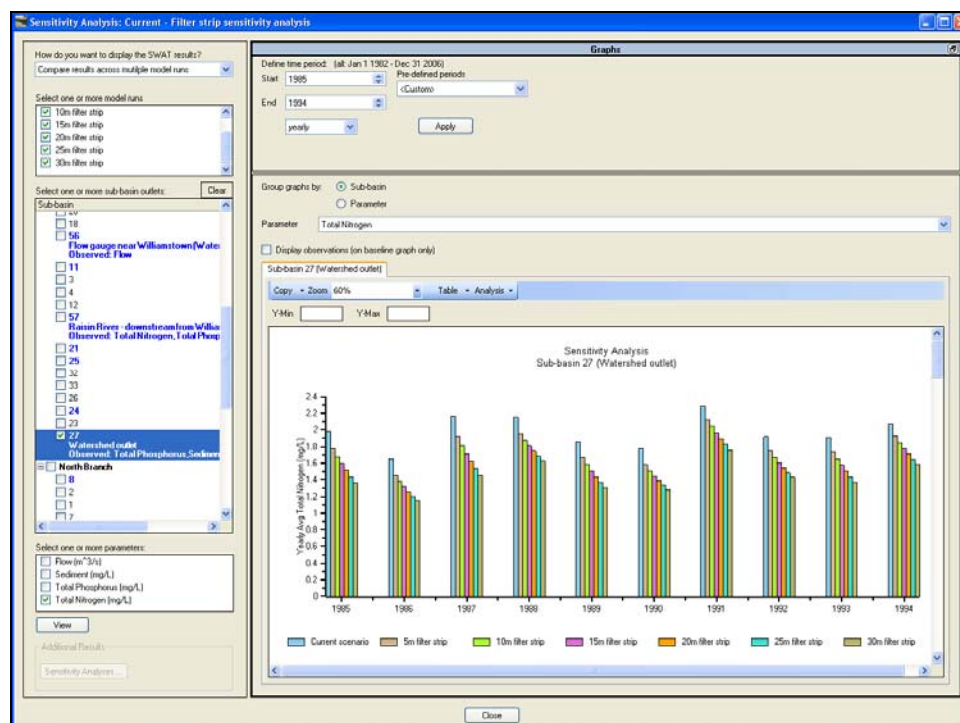 Sensitivity Analysis: Current - Filter strip sensitivity analysis
How do you want to display the SWAT results?
Compare results across mutilple model runs
Select one or more model runs
10m filter strip
15m filter strip
20m filter strip
25m filter strip
30m filter strip
Select one or more sub-basin outlets:
Clear
Sub-basin
18
56
Flow gauge near Williamstown (Water
Observed: Flow
11
3
4
12
57
Raisin River - downstream from Willia
Observed: Total Nitrogen,Total Phosp
21
25
32
33
26
24
23
27
Watershed outlet
Observed: Total Phosphorus,Sedimen
North Branch
8
2
1
7
Select one or more parameters:
Flow (m^3/s)
Sediment (mg/L)
Total Phosphorus (mg/L)
Total Nitrogen (mg/L)
View
Additional Results
Sensitivity Analyses ...
Graphs
Define time period: (all: Jan 1 1982 - Dec 31 2006)
Start 1985
Pre-defined periods
<Custom>
End 1994
yearly
Apply
Group graphs by:
Sub-basin
Parameter
Parameter Total Nitrogen
Display observations (on baseline graph only)
Sub-basin 27 (Watershed outlet)
Copy Zoom 60% Table Analysis
Y-Min Y-Max
Sensitivity Analysis
Sub-basin 27 (Watershed outlet)
Yearly Avg Total Nitrogen (mg/L)
2.4
2.2
2
1.8
1.6
1.4
1.2
1
0.8
0.6
0.4
0.2
0
1985 1986 1987 1988 1989 1990 1991 1992 1993 1994
Current scenario 5m filter strip 10m filter strip 15m filter strip 20m filter strip 25m filter strip 30m filter strip
Close